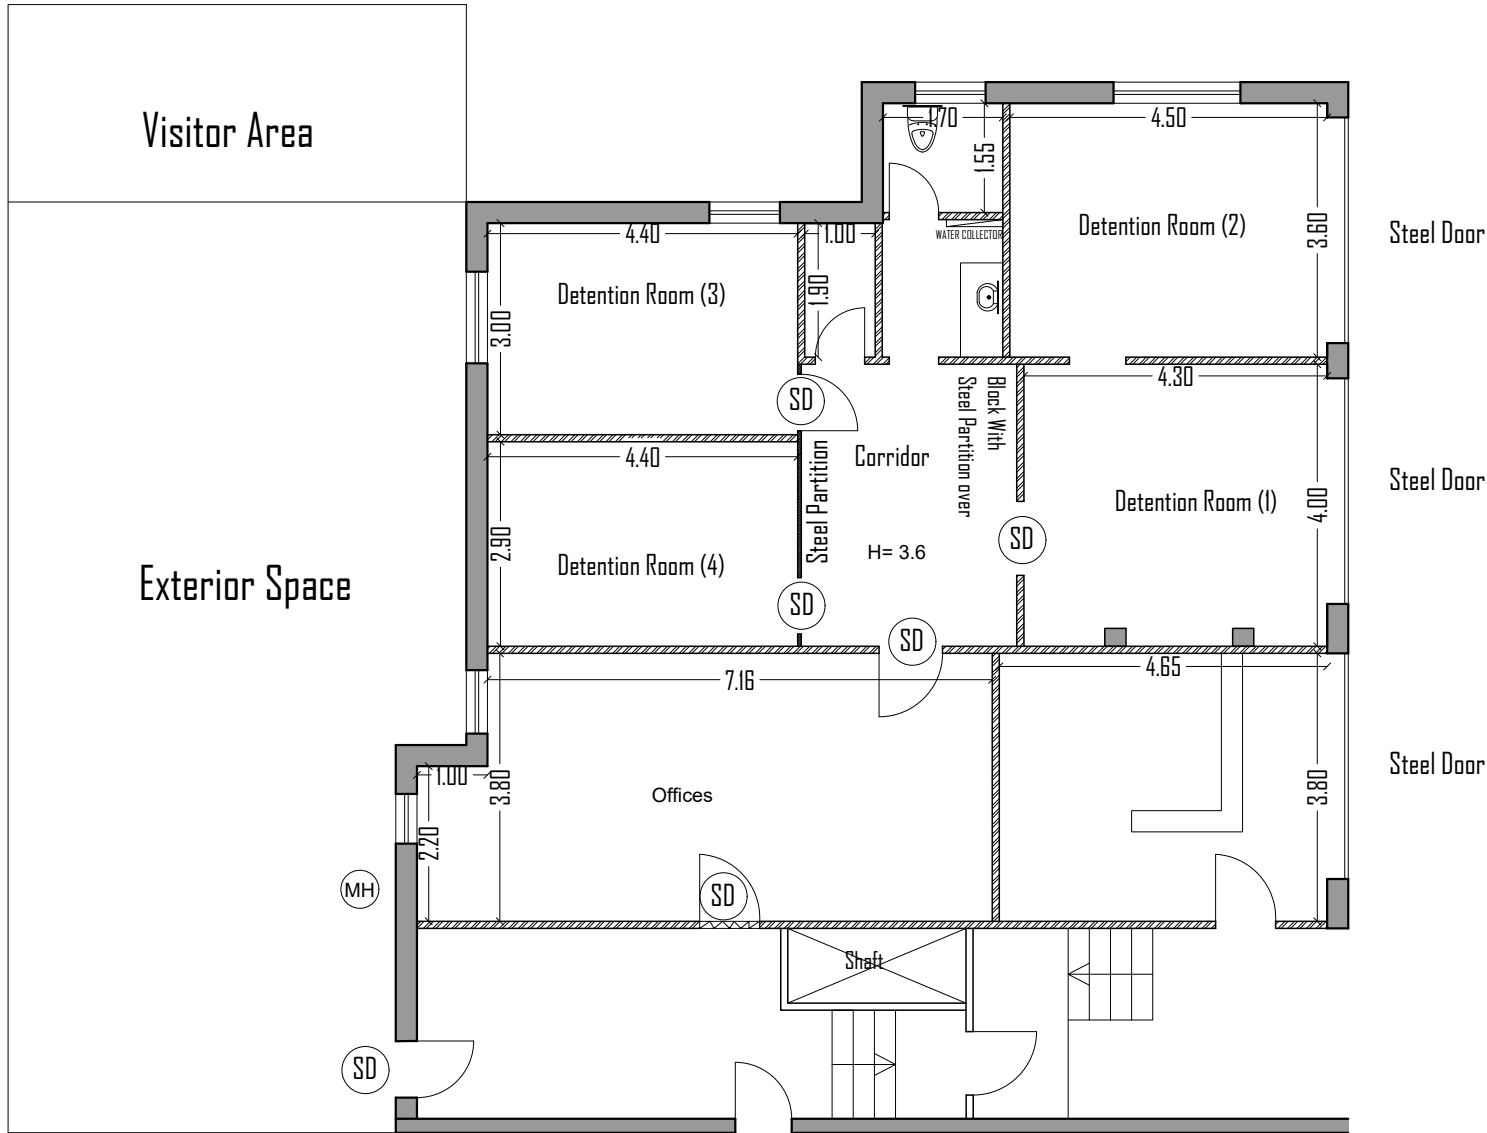 Visitor Area
1.70
4.50
1.55
Detention Room (2)
3.60
Steel Door
4.40
1.00
WATER COLLECTOR
Detention Room (3)
1.90
3.00
4.30
SD
Block With
Steel Partition over
4.40
Corridor
Steel Partition
Steel Door
Detention Room (1)
4.00
2.90
SD
H= 3.6
Detention Room (4)
Exterior Space
SD
SD
4.65
7.16
Steel Door
1.00
3.80
3.80
Offices
2.20
MH
SD
Shaft
SD